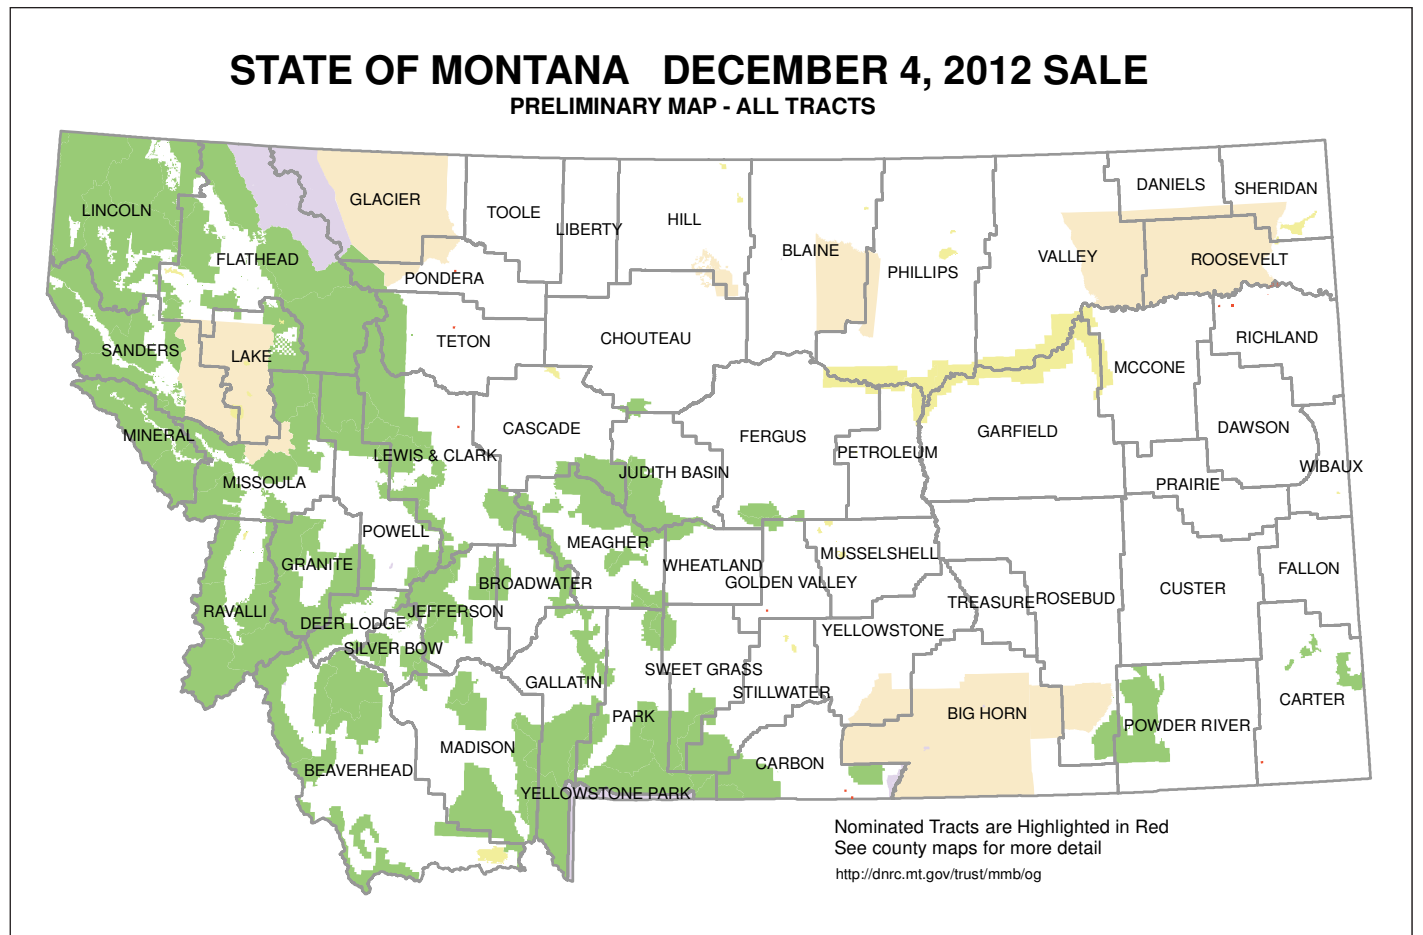 STATE OF MONTANA   DECEMBER 4, 2012 SALE
PRELIMINARY MAP - ALL TRACTS
LINCOLN
FLATHEAD
GLACIER
TOOLE
LIBERTY
HILL
BLAINE
PHILLIPS
VALLEY
DANIELS
SHERIDAN
ROOSEVELT
PONDERA
SANDERS
LAKE
TETON
CHOUTEAU
MCCONE
RICHLAND
MINERAL
MISSOULA
LEWIS & CLARK
CASCADE
JUDITH BASIN
FERGUS
PETROLEUM
GARFIELD
DAWSON
PRAIRIE
WIBAUX
POWELL
GRANITE
MEAGHER
BROADWATER
WHEATLAND
GOLDEN VALLEY
MUSSELSHELL
TREASURE
ROSEBUD
CUSTER
FALLON
RAVALLI
DEER LODGE
JEFFERSON
SILVER BOW
YELLOWSTONE
GALLATIN
SWEET GRASS
STILLWATER
PARK
BIG HORN
POWDER RIVER
CARTER
MADISON
BEAVERHEAD
CARBON
YELLOWSTONE PARK
Nominated Tracts are Highlighted in Red
See county maps for more detail
http://dnrc.mt.gov/trust/mmb/og